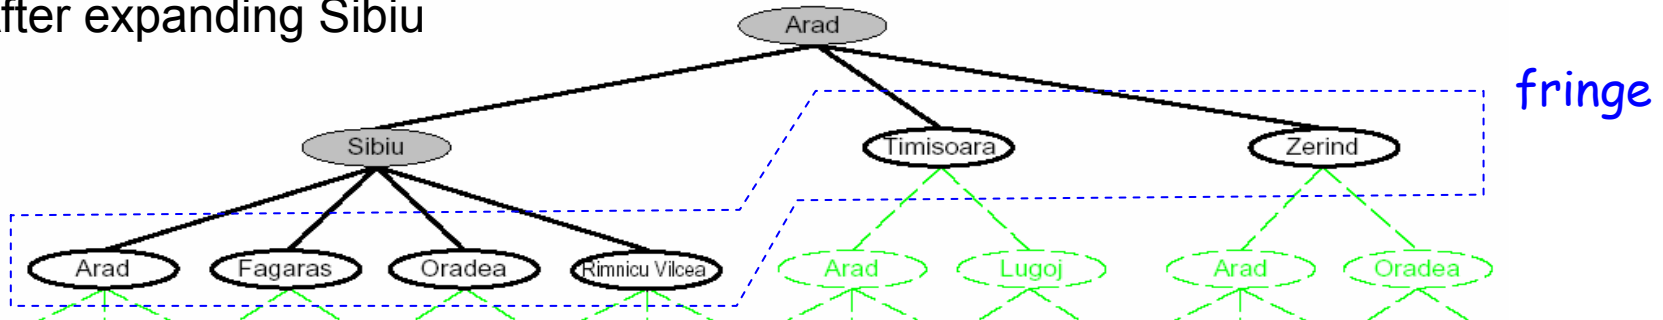 fter expanding Sibiu
Arad
fringe
Sibiu
Timisoara
Zerind
Arad
Fagaras
Oradea
Rimnicu Vilcea
Arad
Lugoj
Arad
Oradea